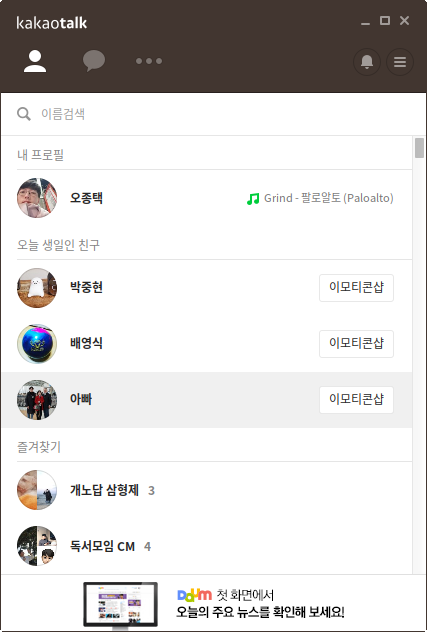 kakaotalk
이름검색
내 프로필
오종택
Grind - 팔로알토 (Paloalto)
오늘 생일인 친구
박중현
이모티콘샵
배영식
이모티콘샵
아빠
이모티콘샵
즐겨찾기
개노답 삼형제 3
독서모임 CM 4
Daum 첫 화면에서
오늘의 주요 뉴스를 확인해 보세요!